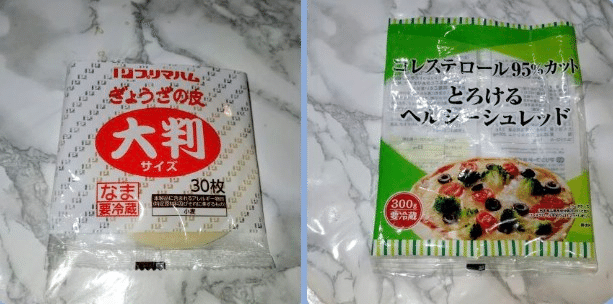 プリマハム
ぎょうざの皮
大判
サイズ
なま
要冷蔵
30枚
小麦
コレステロール95%カット
とろける
ヘルシーシュレッド
300g
要冷蔵